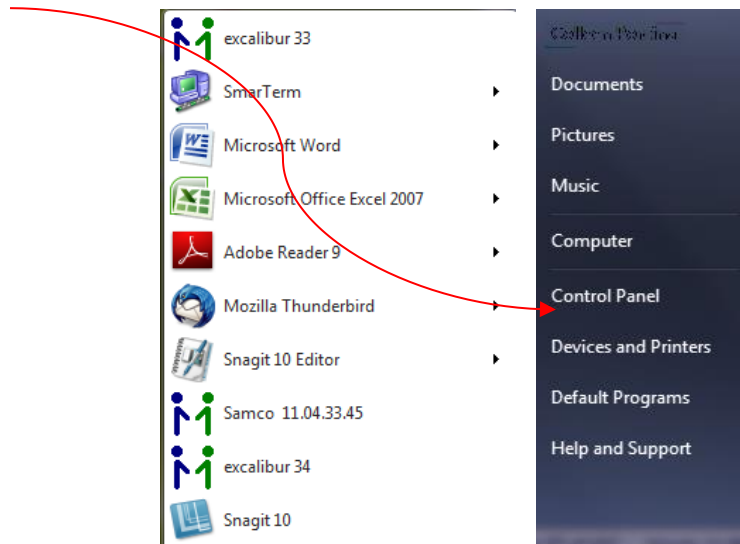 excalibur 33
SmarTerm
Microsoft Word
Microsoft Office Excel 2007
Adobe Reader 9
Mozilla Thunderbird
Snagit 10 Editor
Samco 11.04.33.45
excalibur 34
Snagit 10
Documents
Pictures
Music
Computer
Control Panel
Devices and Printers
Default Programs
Help and Support